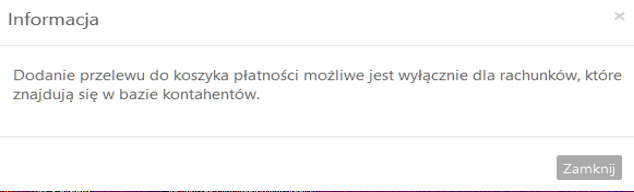 Informacja ×
Dodanie przelewu do koszyka płatności możliwe jest wyłącznie dla rachunków, które
znajdują się w bazie kontahentów.
Zamknij